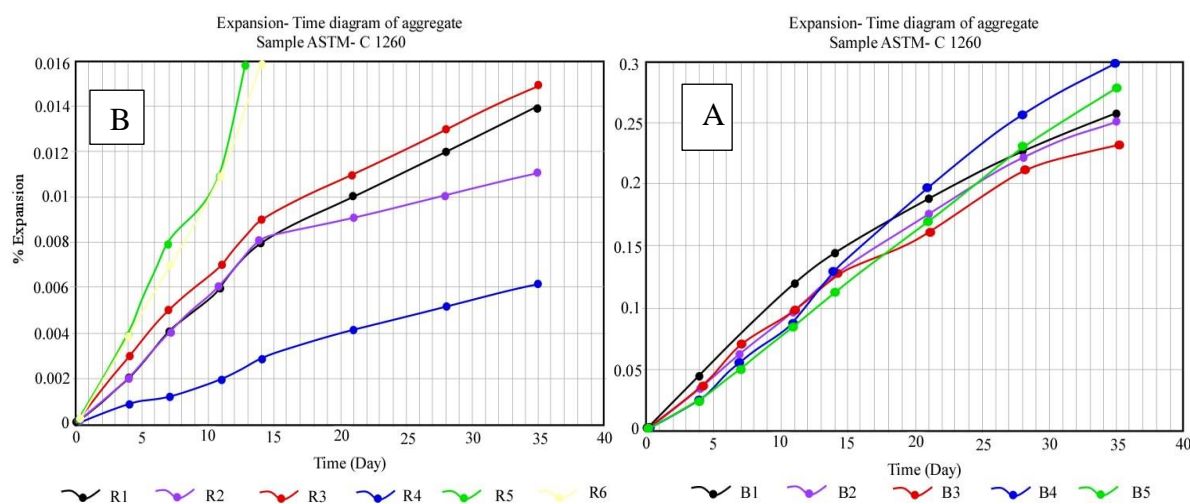 Expansion- Time diagram of aggregate
Sample ASTM- C 1260
B
% Expansion
0.016
0.014
0.012
0.01
0.008
0.006
0.004
0.002
0
0 5 10 15 20 25 30 35 40
Time (Day)
R1 R2 R3 R4 R5 R6
Expansion- Time diagram of aggregate
Sample ASTM- C 1260
A
0.3
0.25
0.2
0.15
0.1
0.05
0
0 5 10 15 20 25 30 35 40
Time (Day)
B1 B2 B3 B4 B5